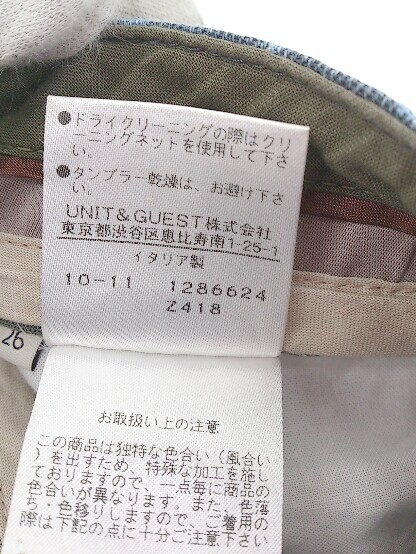 ●ドライクリーニングの際はクリ
ーニングネットを使用して下さ
い。
●タンブラー乾燥は、お避け下さ
い。
UNIT&GUEST株式会社
東京都渋谷区恵比寿南1-25-1
イタリア製
10-11 1286624
Z418
26
お取扱い上の注意
この商品は独特な色合い(風合い
)を出すため、特殊な加工を施し
ておりますので、一点毎に商品の
色合いが異なります。また、色落
ち・色移りしますので、ご着用の
際は下記の点に十分ご注意下